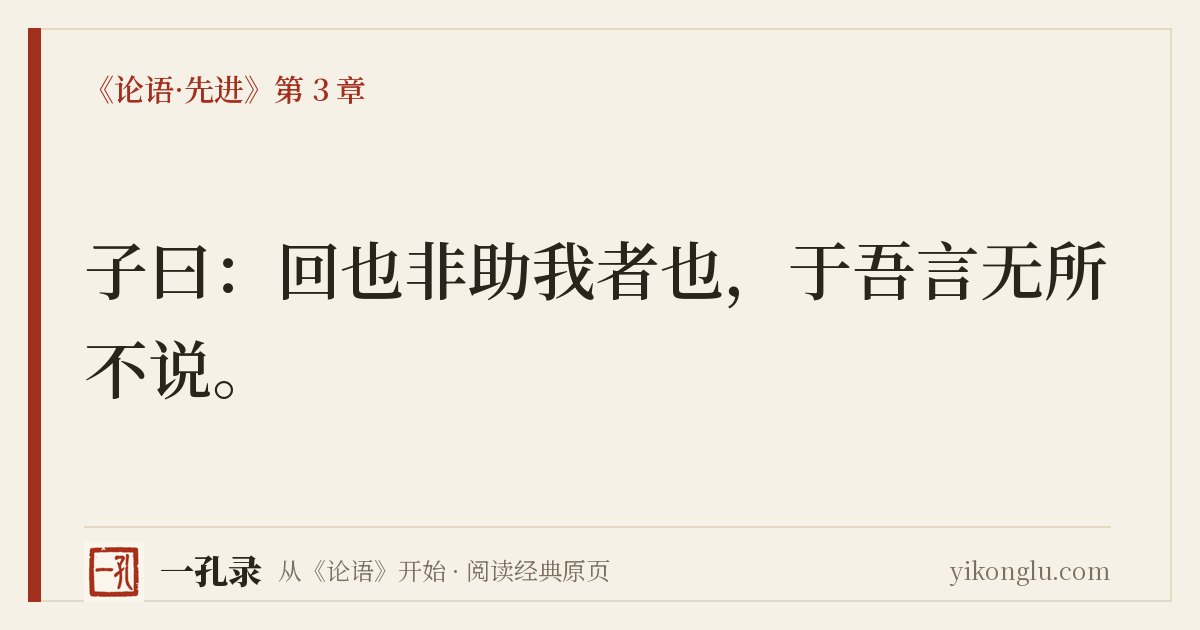 《论语·先进》第 3 章
子曰：回也非助我者也，于吾言无所
不说。
一孔
一孔录 从《论语》开始 · 阅读经典原页 yikonglu.com